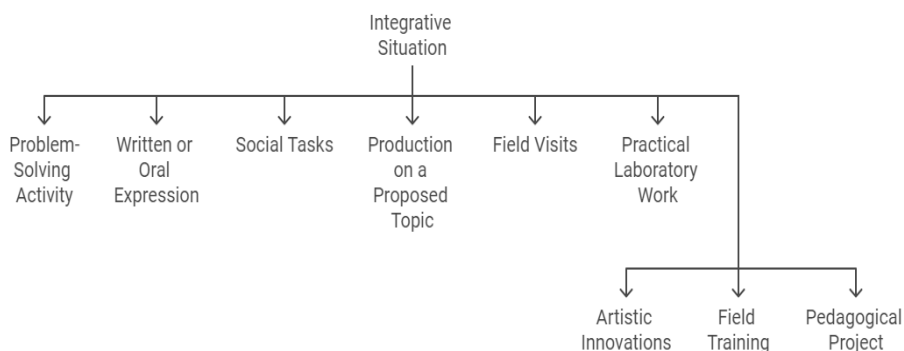 Integrative
Situation
Problem-
Solving
Activity
Written or
Oral
Expression
Social Tasks
Production
on a
Proposed
Topic
Field Visits
Practical
Laboratory
Work
Artistic
Innovations
Field
Training
Pedagogical
Project